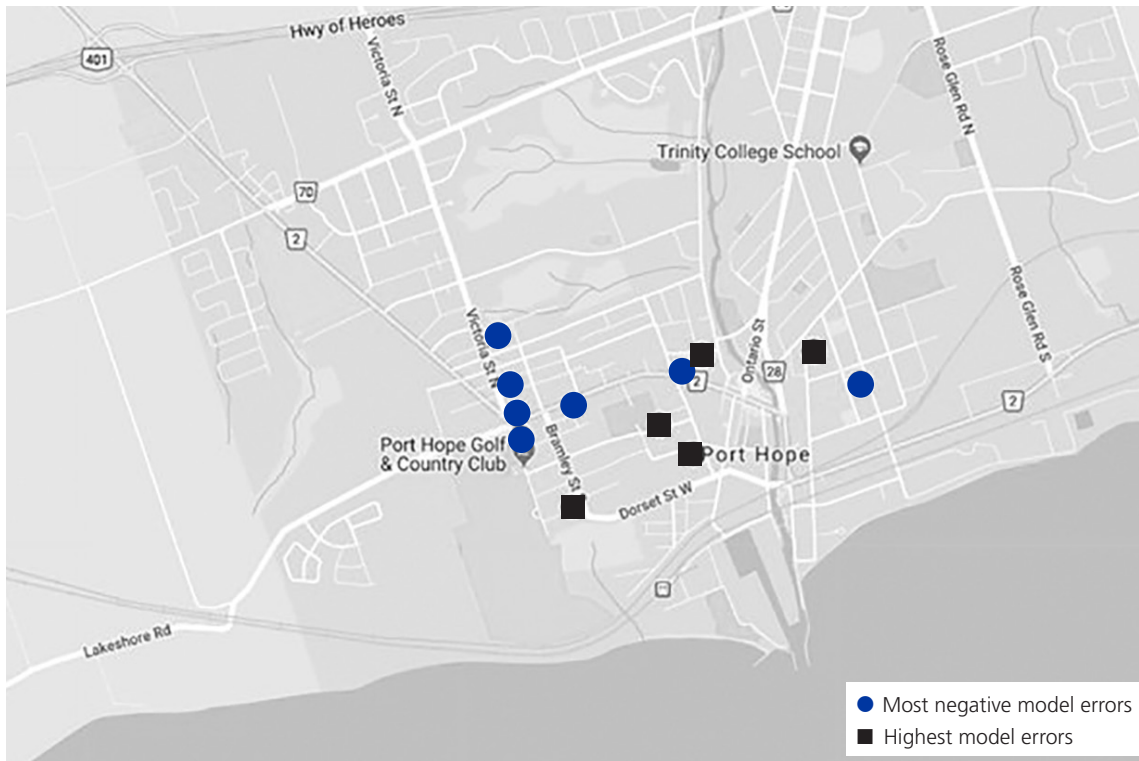 Hwy of Heroes
401
Victoria St N
Rose Glen Rd N
Trinity College School
70
2
Victoria St N
Rose Glen Rd S
Ontario St
28
2
2
Port Hope Golf
& Country Club
Bramley St
Port Hope
Dorset St W
Lakeshore Rd
Most negative model errors
Highest model errors